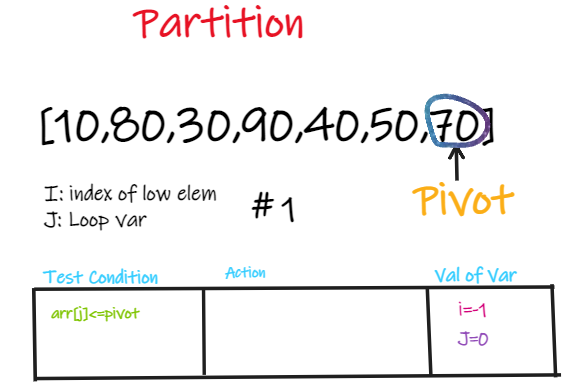 Partition
[10,80,30,90,40,50,70]
I: index of low elem
J: Loop var
#1
Pivot
Test Condition
Action
Val of Var
arr[j]<=pivot
i=-1
J=0